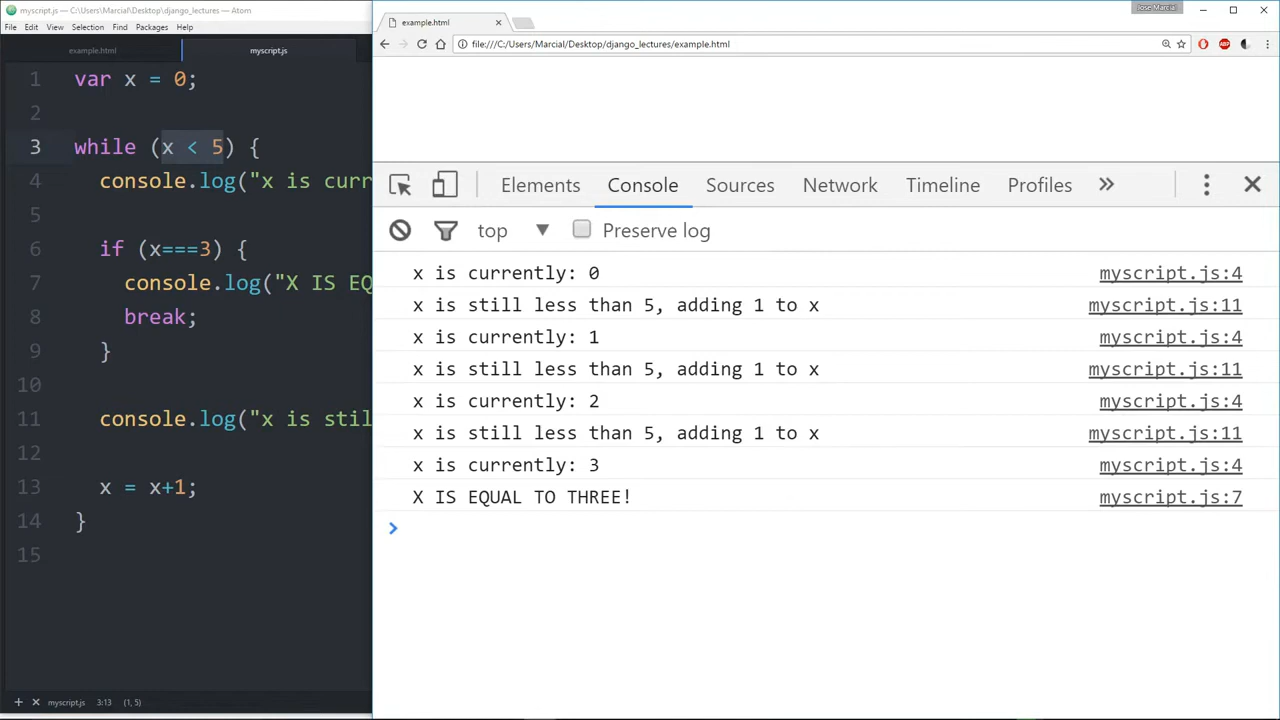 myscript.js — C:\Users\Marcial\Desktop\django_lectures — Atom
File Edit View Selection Find Packages Help
example.html myscript.js
1 var x = 0;
2
3 while (x < 5) {
4 console.log("x is curr
5
6 if (x===3) {
7 console.log("X IS EQ
8 break;
9 }
10
11 console.log("x is stil
12
13 x = x+1;
14 }
15
myscript.js 3:13 (1, 5)
Jose Marcial
example.html
file:///C:/Users/Marcial/Desktop/django_lectures/example.html
ABP
Elements Console Sources Network Timeline Profiles
top Preserve log
x is currently: 0 myscript.js:4
x is still less than 5, adding 1 to x myscript.js:11
x is currently: 1 myscript.js:4
x is still less than 5, adding 1 to x myscript.js:11
x is currently: 2 myscript.js:4
x is still less than 5, adding 1 to x myscript.js:11
x is currently: 3 myscript.js:4
X IS EQUAL TO THREE! myscript.js:7